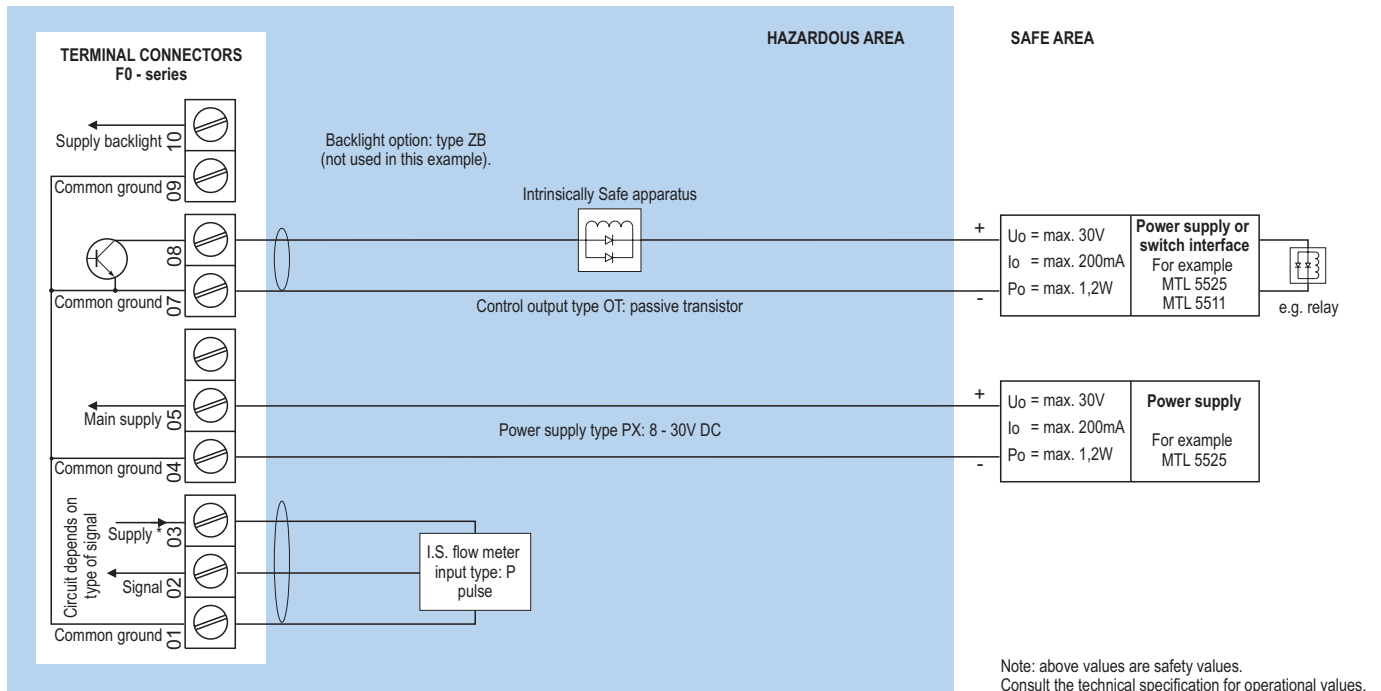 HAZARDOUS AREA
SAFE AREA
TERMINAL CONNECTORS
F0 - series
Supply backlight
10
Common ground
09
08
Common ground
07
Main supply
05
Common ground
04
Circuit depends on
type of signal
Supply *
03
Signal
02
Common ground
01
Backlight option: type ZB
(not used in this example).
Intrinsically Safe apparatus
Control output type OT: passive transistor
Power supply type PX: 8 - 30V DC
I.S. flow meter
input type: P
pulse
+
-
Uo = max. 30V
Io = max. 200mA
Po = max. 1,2W
Power supply or
switch interface
For example
MTL 5525
MTL 5511
e.g. relay
+
-
Uo = max. 30V
Io = max. 200mA
Po = max. 1,2W
Power supply
For example
MTL 5525
Note: above values are safety values.
Consult the technical specification for operational values.